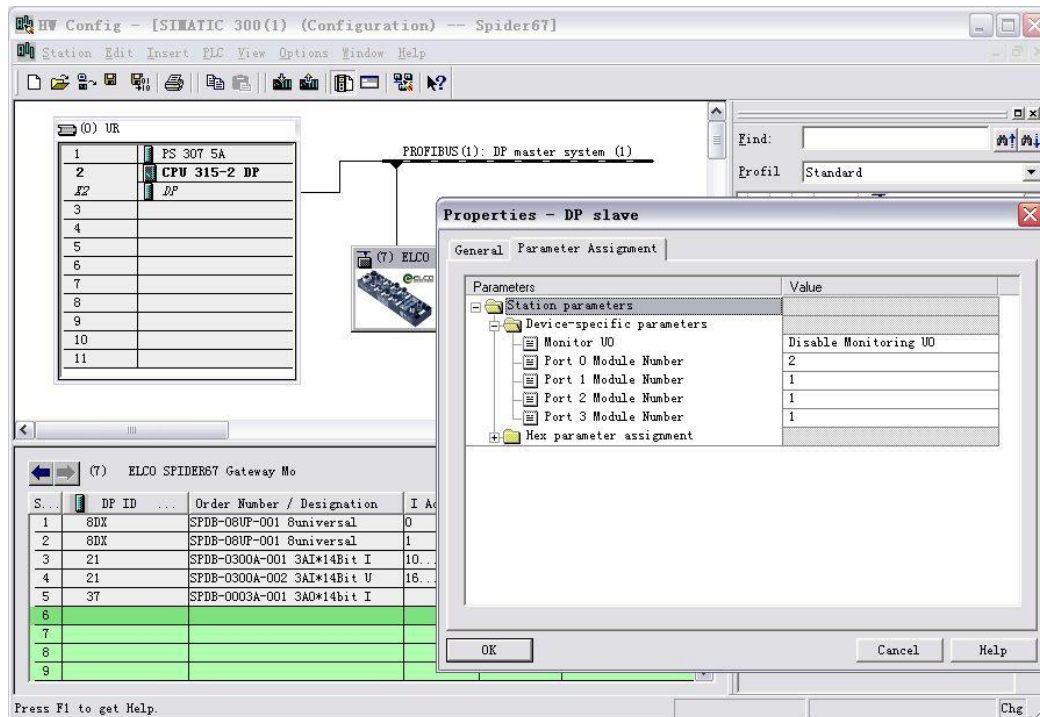 HW Config - [SIMATIC 300(1) (Configuration) -- Spider67]
Station Edit Insert PLC View Options Window Help
(0) UR
1 PS 307 5A
2 CPU 315-2 DP
X2 DP
3
4
5
6
7
8
9
10
11
PROFIBUS(1): DP master system (1)
(7) ELCO
ELCO
Find:
Profil Standard
Properties - DP slave
General Parameter Assignment
Parameters Value
Station parameters
Device-specific parameters
Monitor U0 Disable Monitoring U0
Port 0 Module Number 2
Port 1 Module Number 1
Port 2 Module Number 1
Port 3 Module Number 1
Hex parameter assignment
OK Cancel Help
(7) ELCO SPIDER67 Gateway Mo
S... DP ID ... Order Number / Designation I Ad
1 8DX SPDB-08UP-001 8universal 0
2 8DX SPDB-08UP-001 8universal 1
3 21 SPDB-0300A-001 3AI*14Bit I 10...
4 21 SPDB-0300A-002 3AI*14Bit U 16...
5 37 SPDB-0003A-001 3AO*14bit I
6
7
8
9
Press F1 to get Help.
Chg